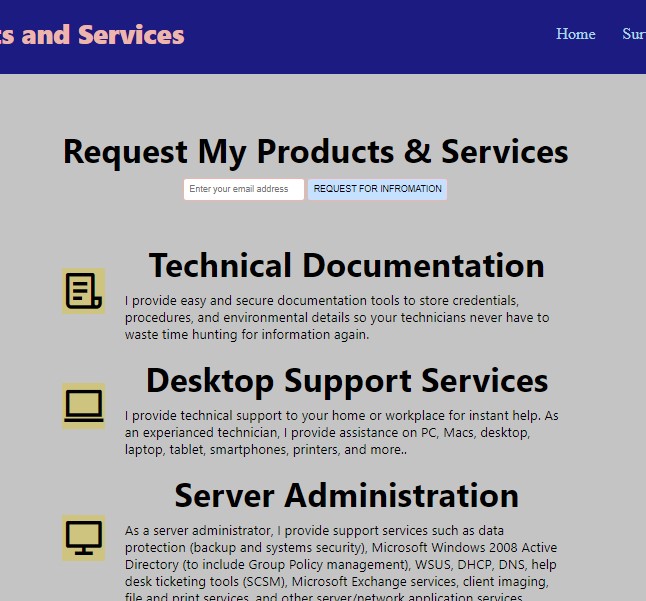 and Services
Home
Request My Products & Services
Enter your email address REQUEST FOR INFROMATION
Technical Documentation
I provide easy and secure documentation tools to store credentials,
procedures, and environmental details so your technicians never have to
waste time hunting for information again.
Desktop Support Services
I provide technical support to your home or workplace for instant help. As
an experianced technician, I provide assistance on PC, Macs, desktop,
laptop, tablet, smartphones, printers, and more..
Server Administration
As a server administrator, I provide support services such as data
protection (backup and systems security), Microsoft Windows 2008 Active
Directory (to include Group Policy management), WSUS, DHCP, DNS, help
desk ticketing tools (SCSM), Microsoft Exchange services, client imaging,
file and print services, and other server/network application services